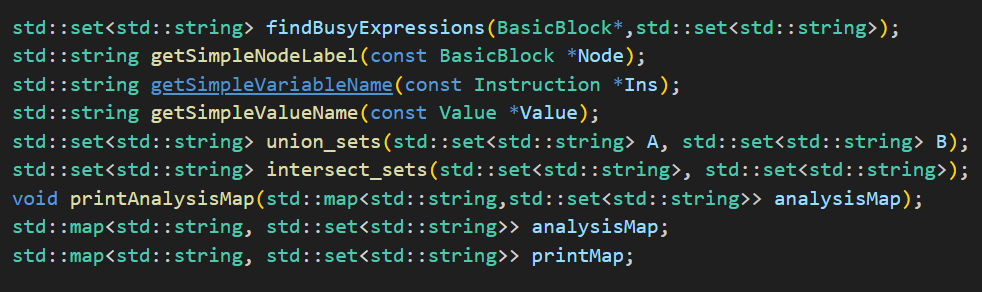 std::set<std::string> findBusyExpressions(BasicBlock*,std::set<std::string>);
std::string getSimpleNodeLabel(const BasicBlock *Node);
std::string getSimpleVariableName(const Instruction *Ins);
std::string getSimpleValueName(const Value *Value);
std::set<std::string> union_sets(std::set<std::string> A, std::set<std::string> B);
std::set<std::string> intersect_sets(std::set<std::string>, std::set<std::string>);
void printAnalysisMap(std::map<std::string,std::set<std::string>> analysisMap);
std::map<std::string, std::set<std::string>> analysisMap;
std::map<std::string, std::set<std::string>> printMap;